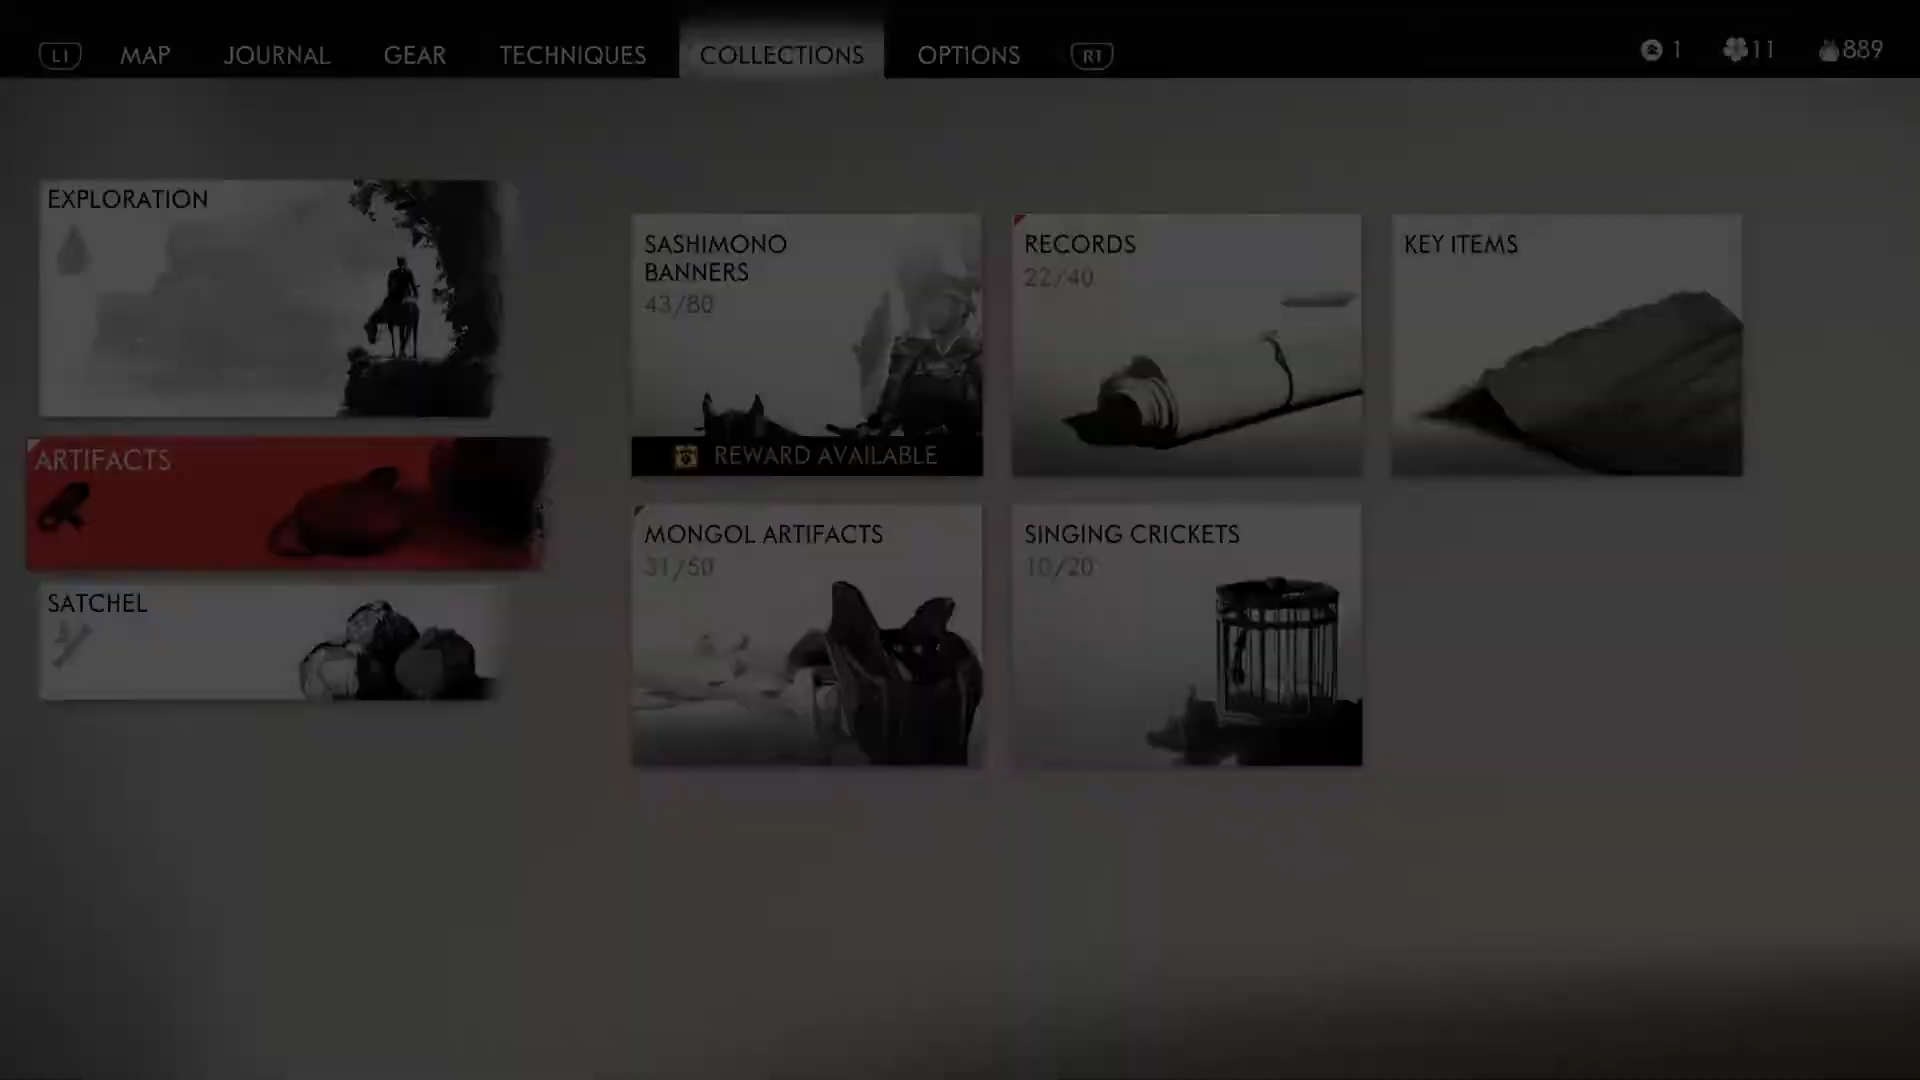 L1 MAP JOURNAL GEAR TECHNIQUES COLLECTIONS OPTIONS R1 1 11 889
EXPLORATION
ARTIFACTS
SATCHEL
SASHIMONO
BANNERS
43/80
REWARD AVAILABLE
RECORDS
22/40
KEY ITEMS
MONGOL ARTIFACTS
31/50
SINGING CRICKETS
10/20